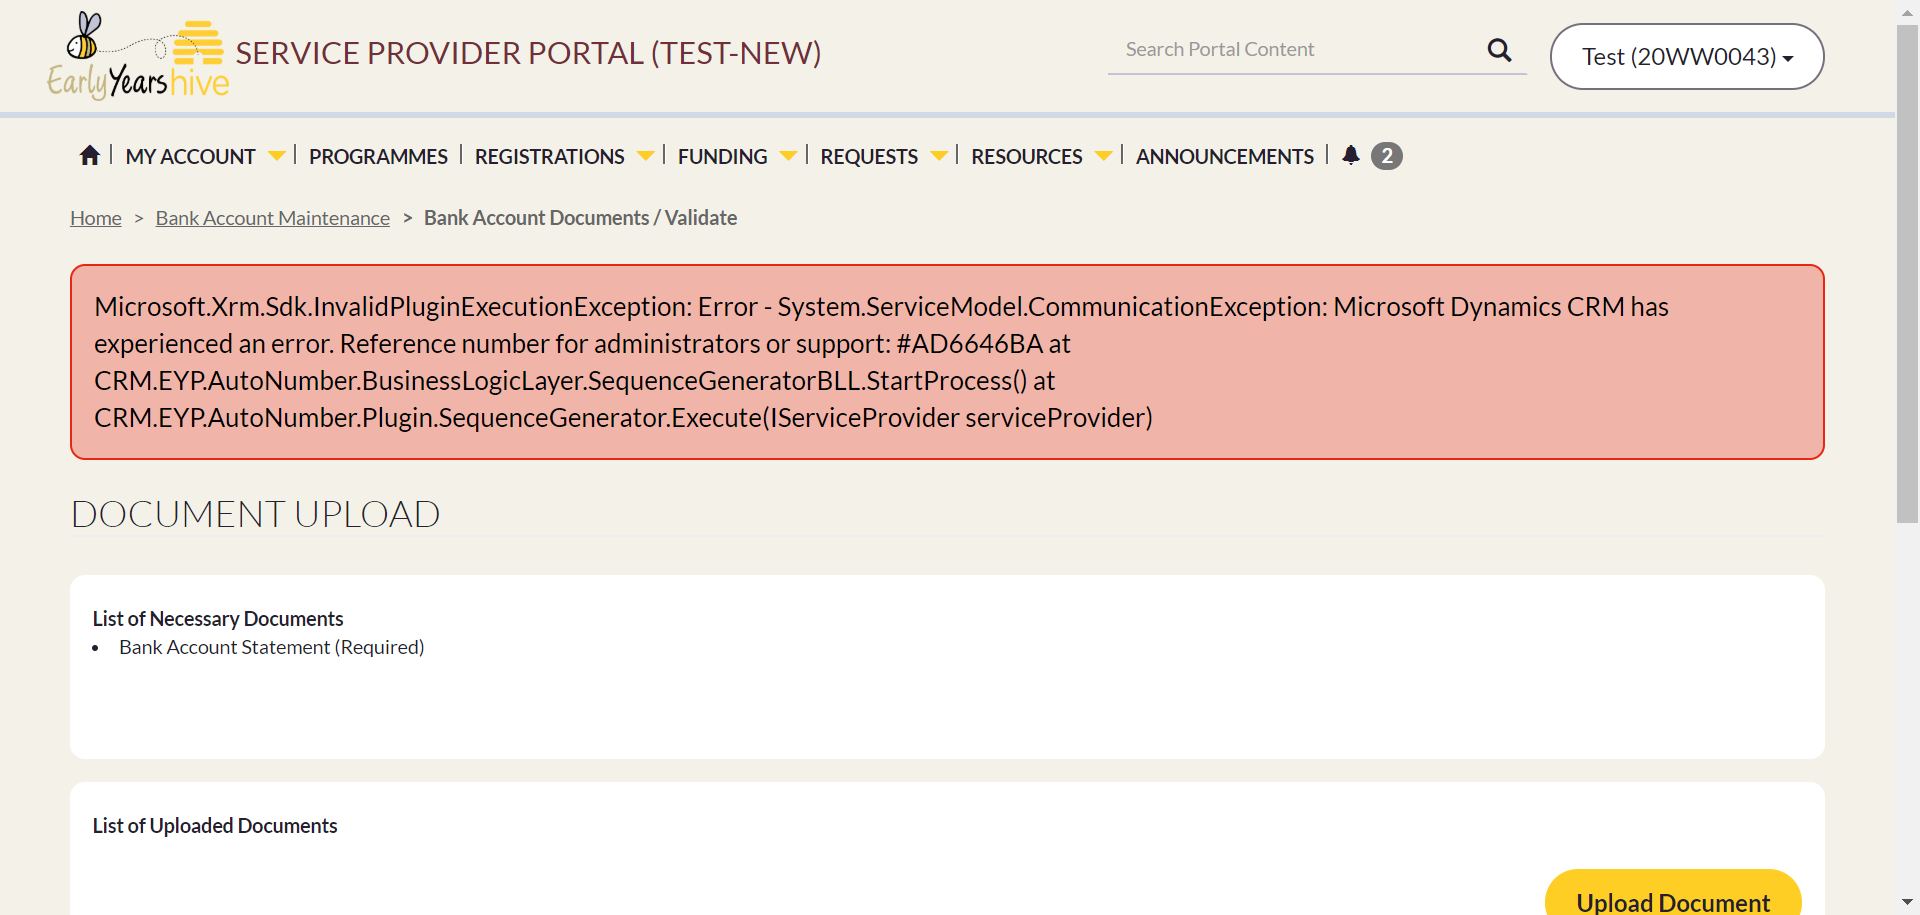 EarlyYearshive
SERVICE PROVIDER PORTAL (TEST-NEW)
Search Portal Content
Test (20WW0043)
MY ACCOUNT
PROGRAMMES
REGISTRATIONS
FUNDING
REQUESTS
RESOURCES
ANNOUNCEMENTS
2
Home > Bank Account Maintenance > Bank Account Documents / Validate
Microsoft.Xrm.Sdk.InvalidPluginExecutionException: Error - System.ServiceModel.CommunicationException: Microsoft Dynamics CRM has
experienced an error. Reference number for administrators or support: #AD6646BA at
CRM.EYP.AutoNumber.BusinessLogicLayer.SequenceGeneratorBLL.StartProcess() at
CRM.EYP.AutoNumber.Plugin.SequenceGenerator.Execute(IServiceProvider serviceProvider)
DOCUMENT UPLOAD
List of Necessary Documents
• Bank Account Statement (Required)
List of Uploaded Documents
Upload Document